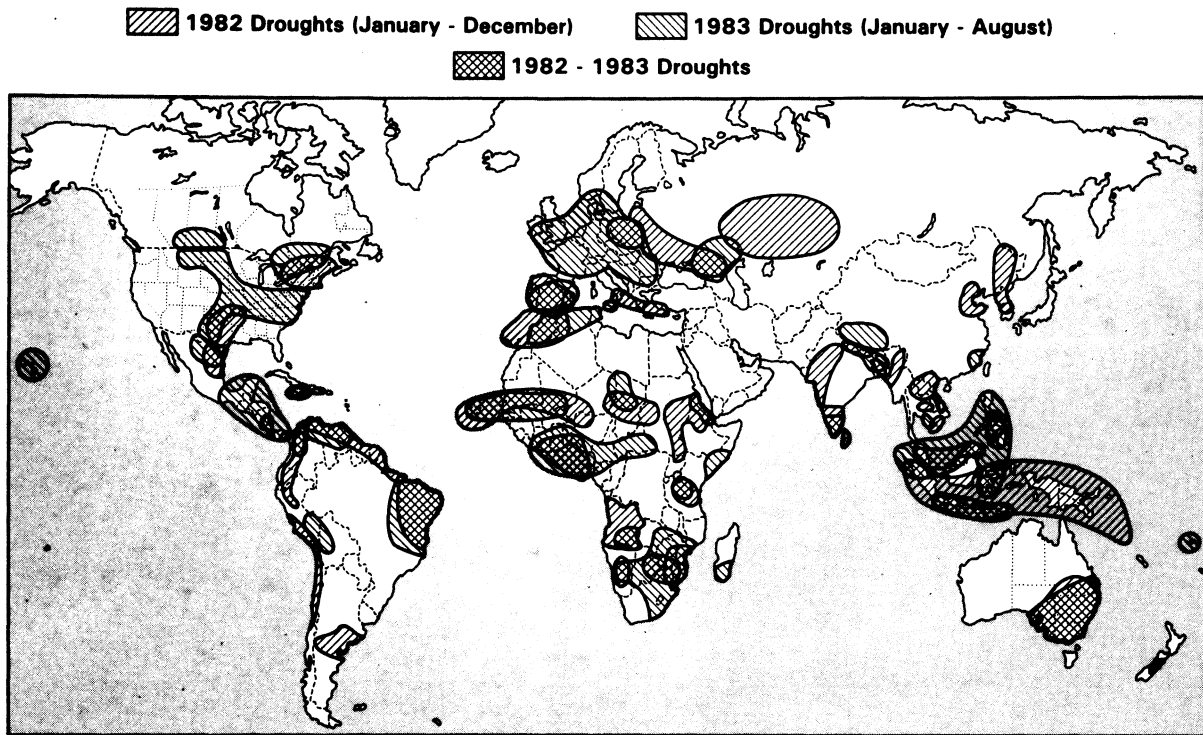 1982 Droughts (January - December)
1983 Droughts (January - August)
1982 - 1983 Droughts